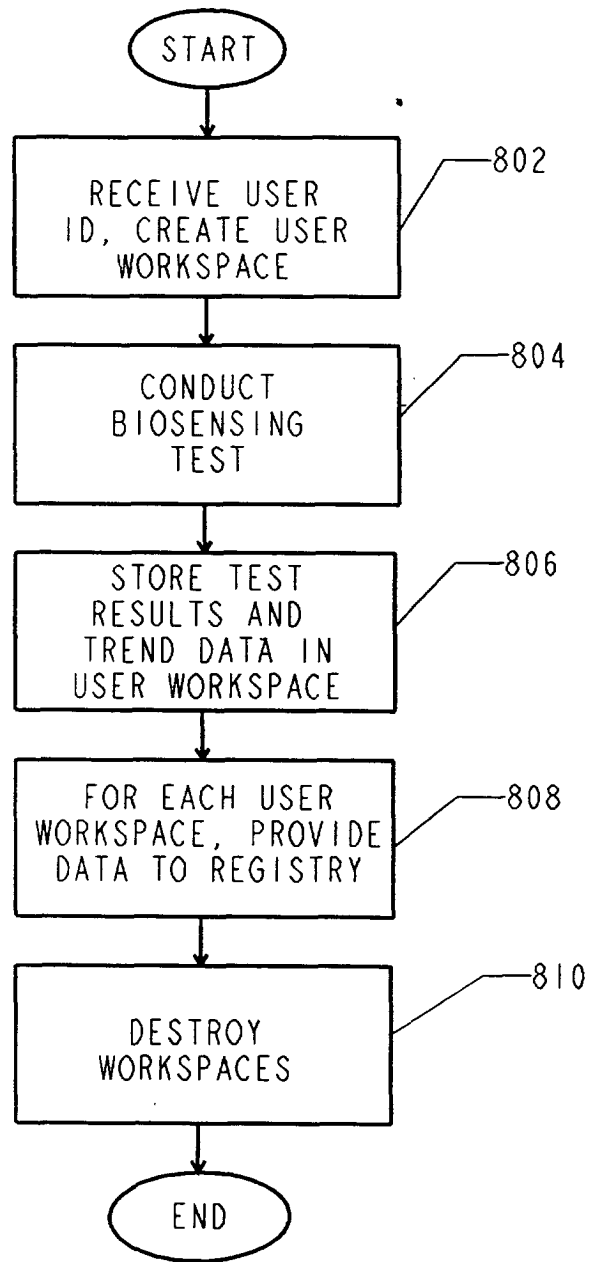 START
802
RECEIVE USER
ID, CREATE USER
WORKSPACE
804
CONDUCT
BIOSENSING
TEST
806
STORE TEST
RESULTS AND
TREND DATA IN
USER WORKSPACE
808
FOR EACH USER
WORKSPACE, PROVIDE
DATA TO REGISTRY
810
DESTROY
WORKSPACES
END